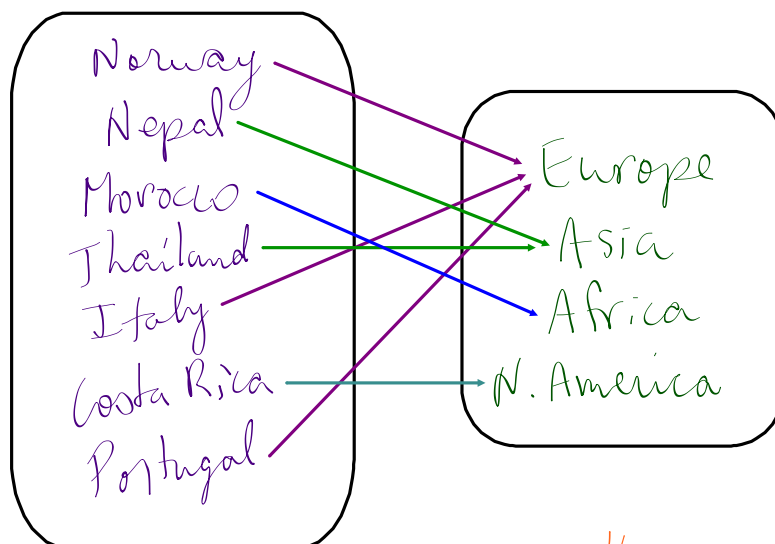 Norway
Nepal
Morocco
Thailand
Italy
Costa Rica
Portugal
Europe
Asia
Africa
N. America